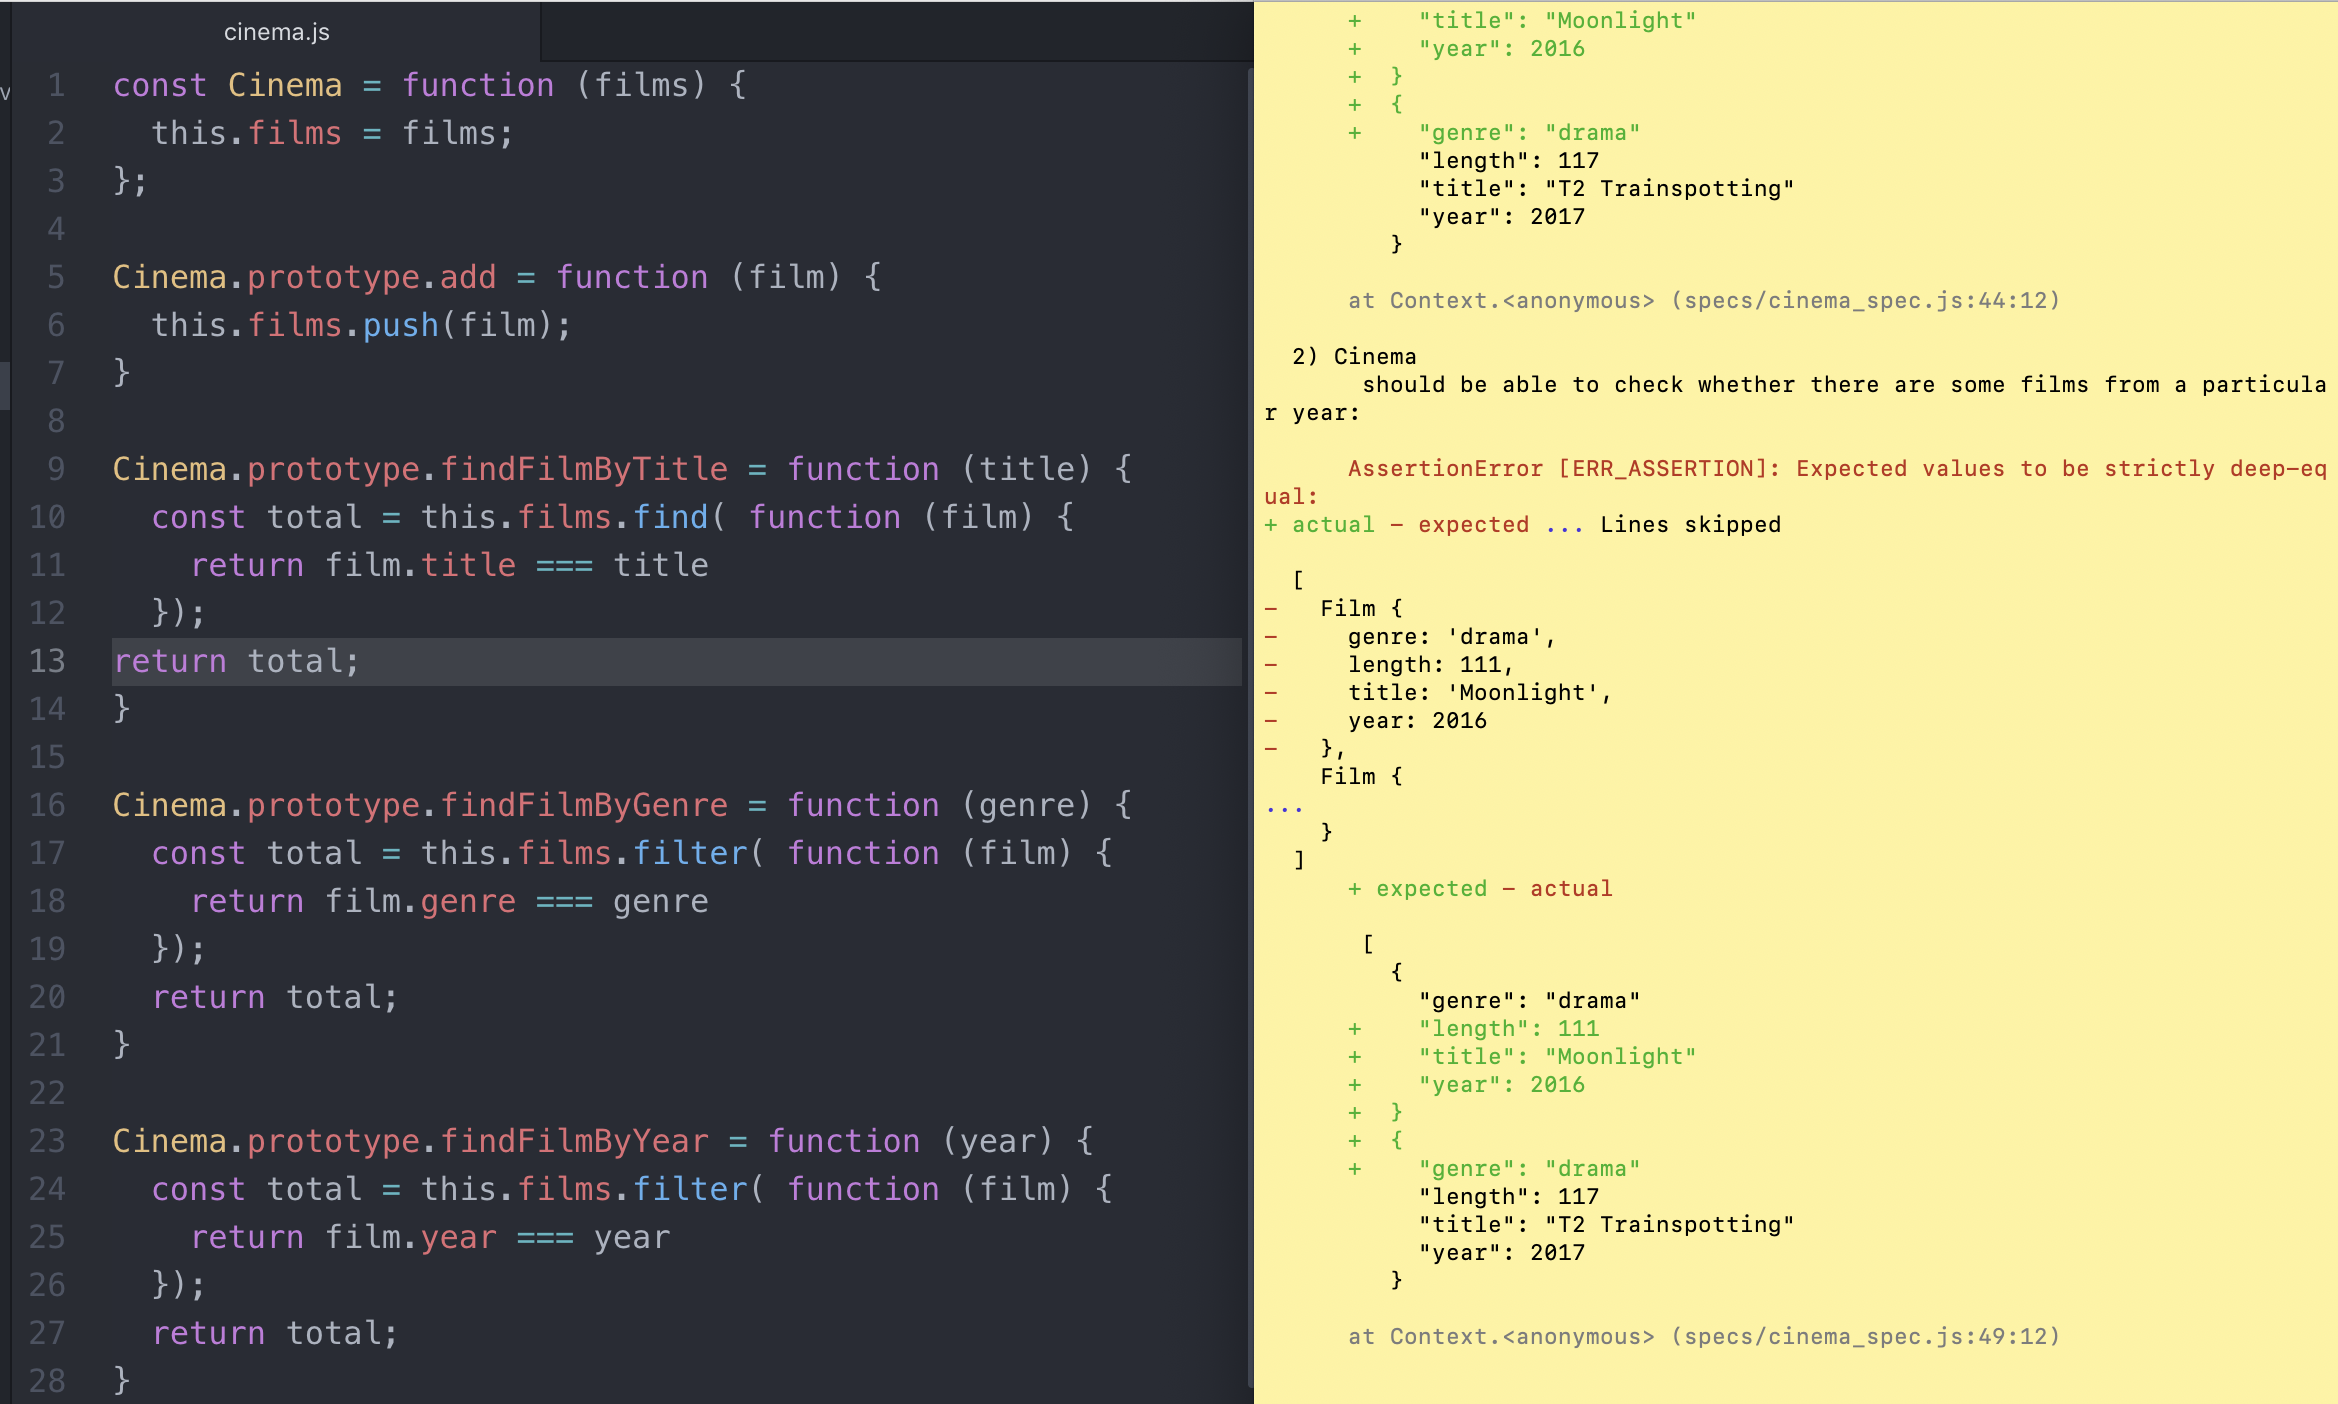 cinema.js
1 const Cinema = function (films) {
2   this.films = films;
3 };
4
5 Cinema.prototype.add = function (film) {
6   this.films.push(film);
7 }
8
9 Cinema.prototype.findFilmByTitle = function (title) {
10   const total = this.films.find( function (film) {
11     return film.title === title
12   });
13 return total;
14 }
15
16 Cinema.prototype.findFilmByGenre = function (genre) {
17   const total = this.films.filter( function (film) {
18     return film.genre === genre
19   });
20   return total;
21 }
22
23 Cinema.prototype.findFilmByYear = function (year) {
24   const total = this.films.filter( function (film) {
25     return film.year === year
26   });
27   return total;
28 }
+    "title": "Moonlight"
+    "year": 2016
+  }
+  {
+    "genre": "drama"
     "length": 117
     "title": "T2 Trainspotting"
     "year": 2017
   }
at Context.<anonymous> (specs/cinema_spec.js:44:12)
2) Cinema
should be able to check whether there are some films from a particula
r year:
AssertionError [ERR_ASSERTION]: Expected values to be strictly deep-eq
ual:
+ actual - expected ... Lines skipped
  [
-   Film {
-     genre: 'drama',
-     length: 111,
-     title: 'Moonlight',
-     year: 2016
-   },
    Film {
...
    }
  ]
+ expected - actual
 [
   {
     "genre": "drama"
+    "length": 111
+    "title": "Moonlight"
+    "year": 2016
+  }
+  {
+    "genre": "drama"
     "length": 117
     "title": "T2 Trainspotting"
     "year": 2017
   }
at Context.<anonymous> (specs/cinema_spec.js:49:12)